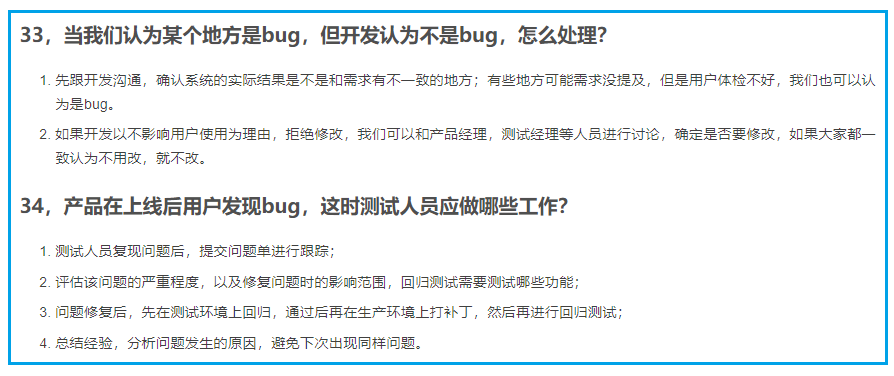 33，当我们认为某个地方是bug，但开发认为不是bug，怎么处理？
1. 先跟开发沟通，确认系统的实际结果是不是和需求有不一致的地方；有些地方可能需求没提及，但是用户体检不好，我们也可以认
为是bug。
2. 如果开发以不影响用户使用为理由，拒绝修改，我们可以和产品经理，测试经理等人员进行讨论，确定是否要修改，如果大家都一
致认为不用改，就不改。
34，产品在上线后用户发现bug，这时测试人员应做哪些工作？
1. 测试人员复现问题后，提交问题单进行跟踪；
2. 评估该问题的严重程度，以及修复问题时的影响范围，回归测试需要测试哪些功能；
3. 问题修复后，先在测试环境上回归，通过后再在生产环境上打补丁，然后再进行回归测试；
4. 总结经验，分析问题发生的原因，避免下次出现同样问题。